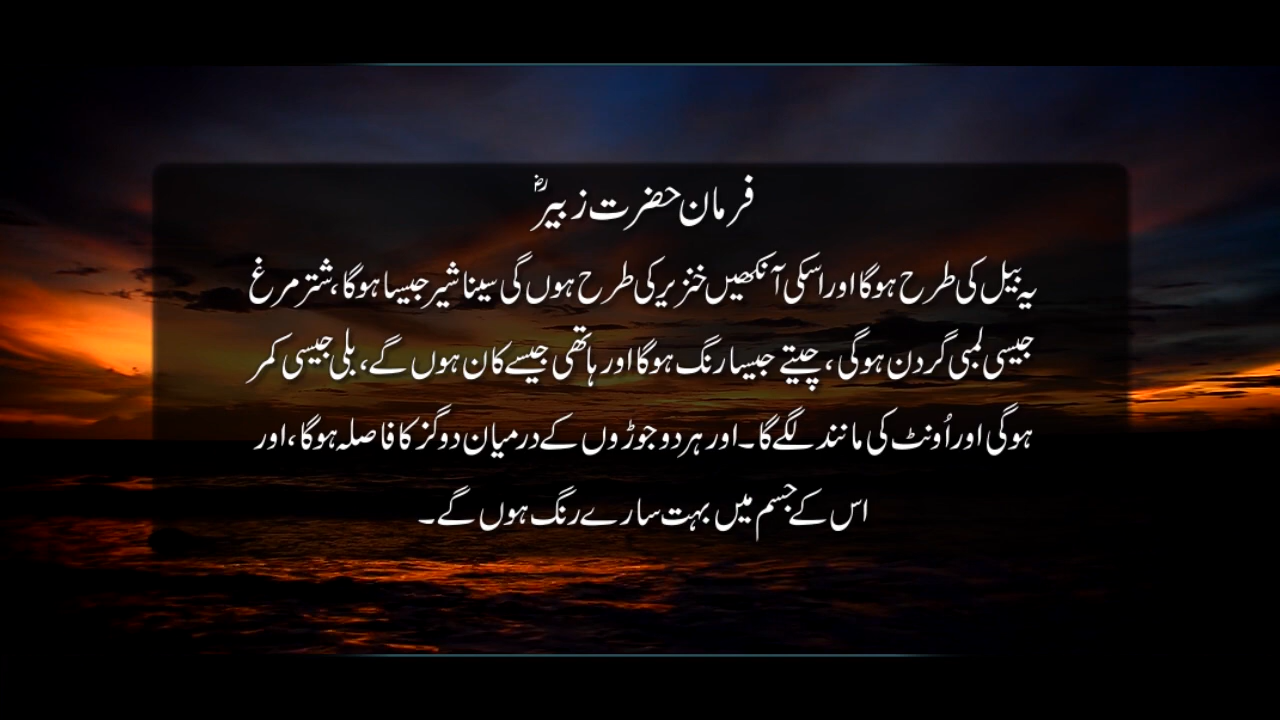 فرمان حضرت زبیرؓ
یہ بیل کی طرح ہوگا اور اسکی آنکھیں خنزیر کی طرح ہوں گی سینا شیر جیسا ہوگا، شتر مرغ
جیسی لمبی گردن ہوگی، چیتے جیسا رنگ ہوگا اور ہاتھی جیسے کان ہوں گے، بلی جیسی کمر
ہوگی اور اُونٹ کی مانند لگے گا۔ اور ہر دو جوڑوں کے درمیان دو گز کا فاصلہ ہوگا، اور
اس کے جسم میں بہت سارے رنگ ہوں گے۔